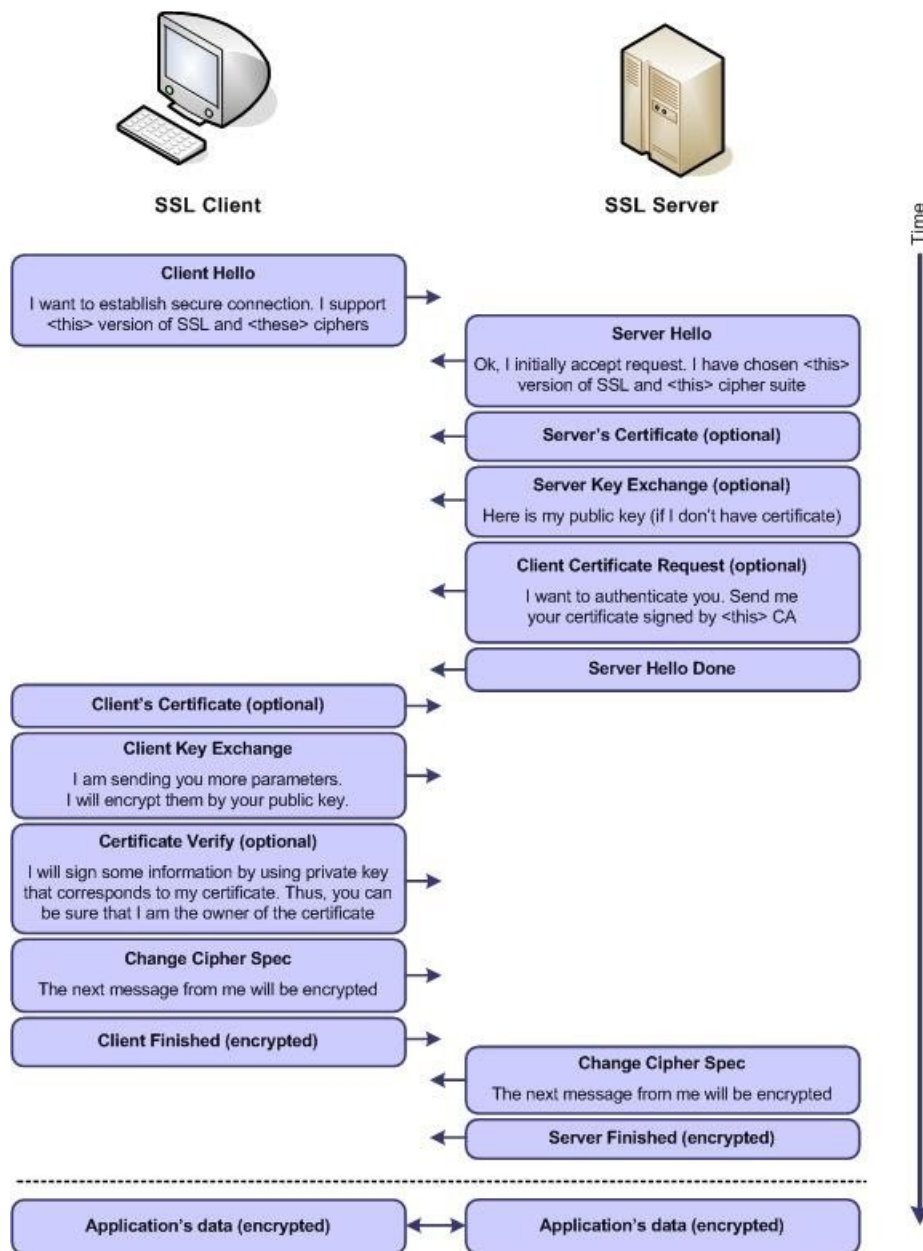 SSL Client
SSL Server
Time
Client Hello
I want to establish secure connection. I support
<this> version of SSL and <these> ciphers
Server Hello
Ok, I initially accept request. I have chosen <this>
version of SSL and <this> cipher suite
Server's Certificate (optional)
Server Key Exchange (optional)
Here is my public key (if I don't have certificate)
Client Certificate Request (optional)
I want to authenticate you. Send me
your certificate signed by <this> CA
Server Hello Done
Client's Certificate (optional)
Client Key Exchange
I am sending you more parameters.
I will encrypt them by your public key.
Certificate Verify (optional)
I will sign some information by using private key
that corresponds to my certificate. Thus, you can
be sure that I am the owner of the certificate
Change Cipher Spec
The next message from me will be encrypted
Client Finished (encrypted)
Change Cipher Spec
The next message from me will be encrypted
Server Finished (encrypted)
Application's data (encrypted)
Application's data (encrypted)